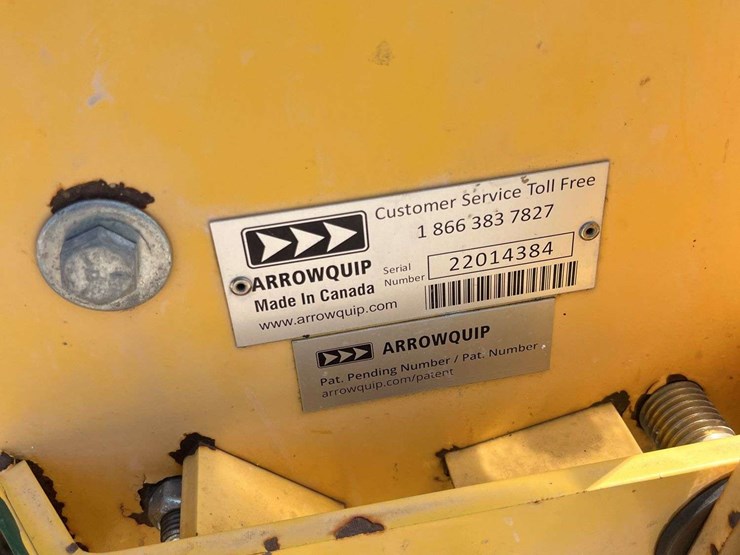 Customer Service Toll Free
1 866 383 7827
ARROWQUIP
Made In Canada
www.arrowquip.com
Serial
Number
22014384
ARROWQUIP
Pat. Pending Number / Pat. Number
arrowquip.com/patent